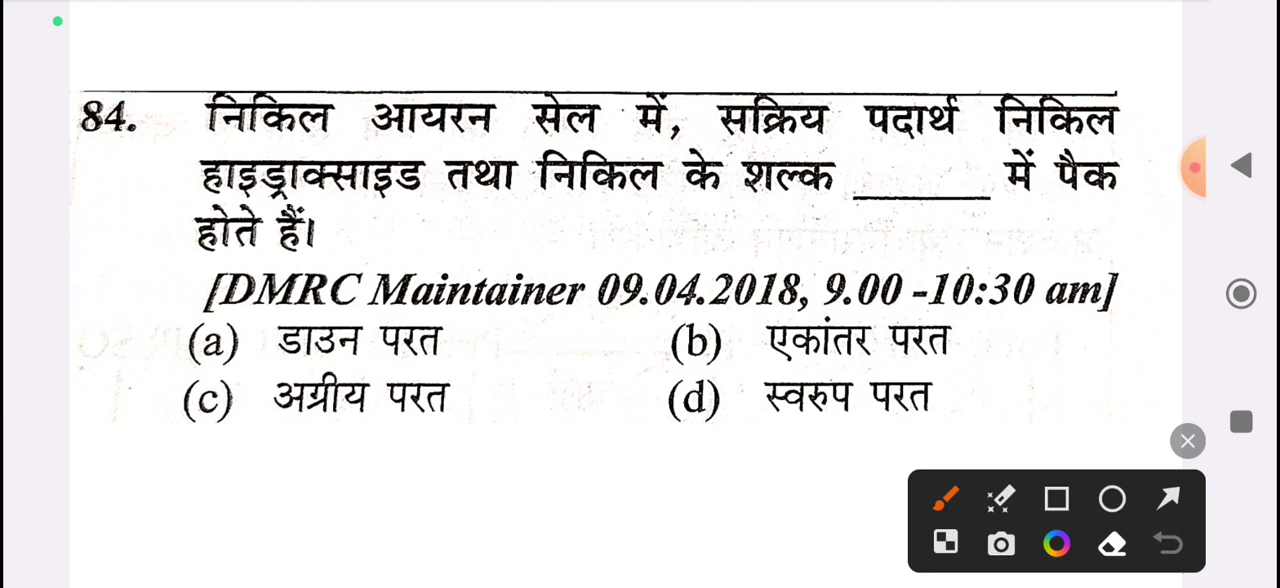 84. निकिल आयरन सेल में, सक्रिय पदार्थ निकिल
हाइड्राक्साइड तथा निकिल के शल्क ______ में पैक
होते हैं।
[DMRC Maintainer 09.04.2018, 9.00 -10:30 am]
(a) डाउन परत (b) एकांतर परत
(c) अग्रीय परत (d) स्वरुप परत